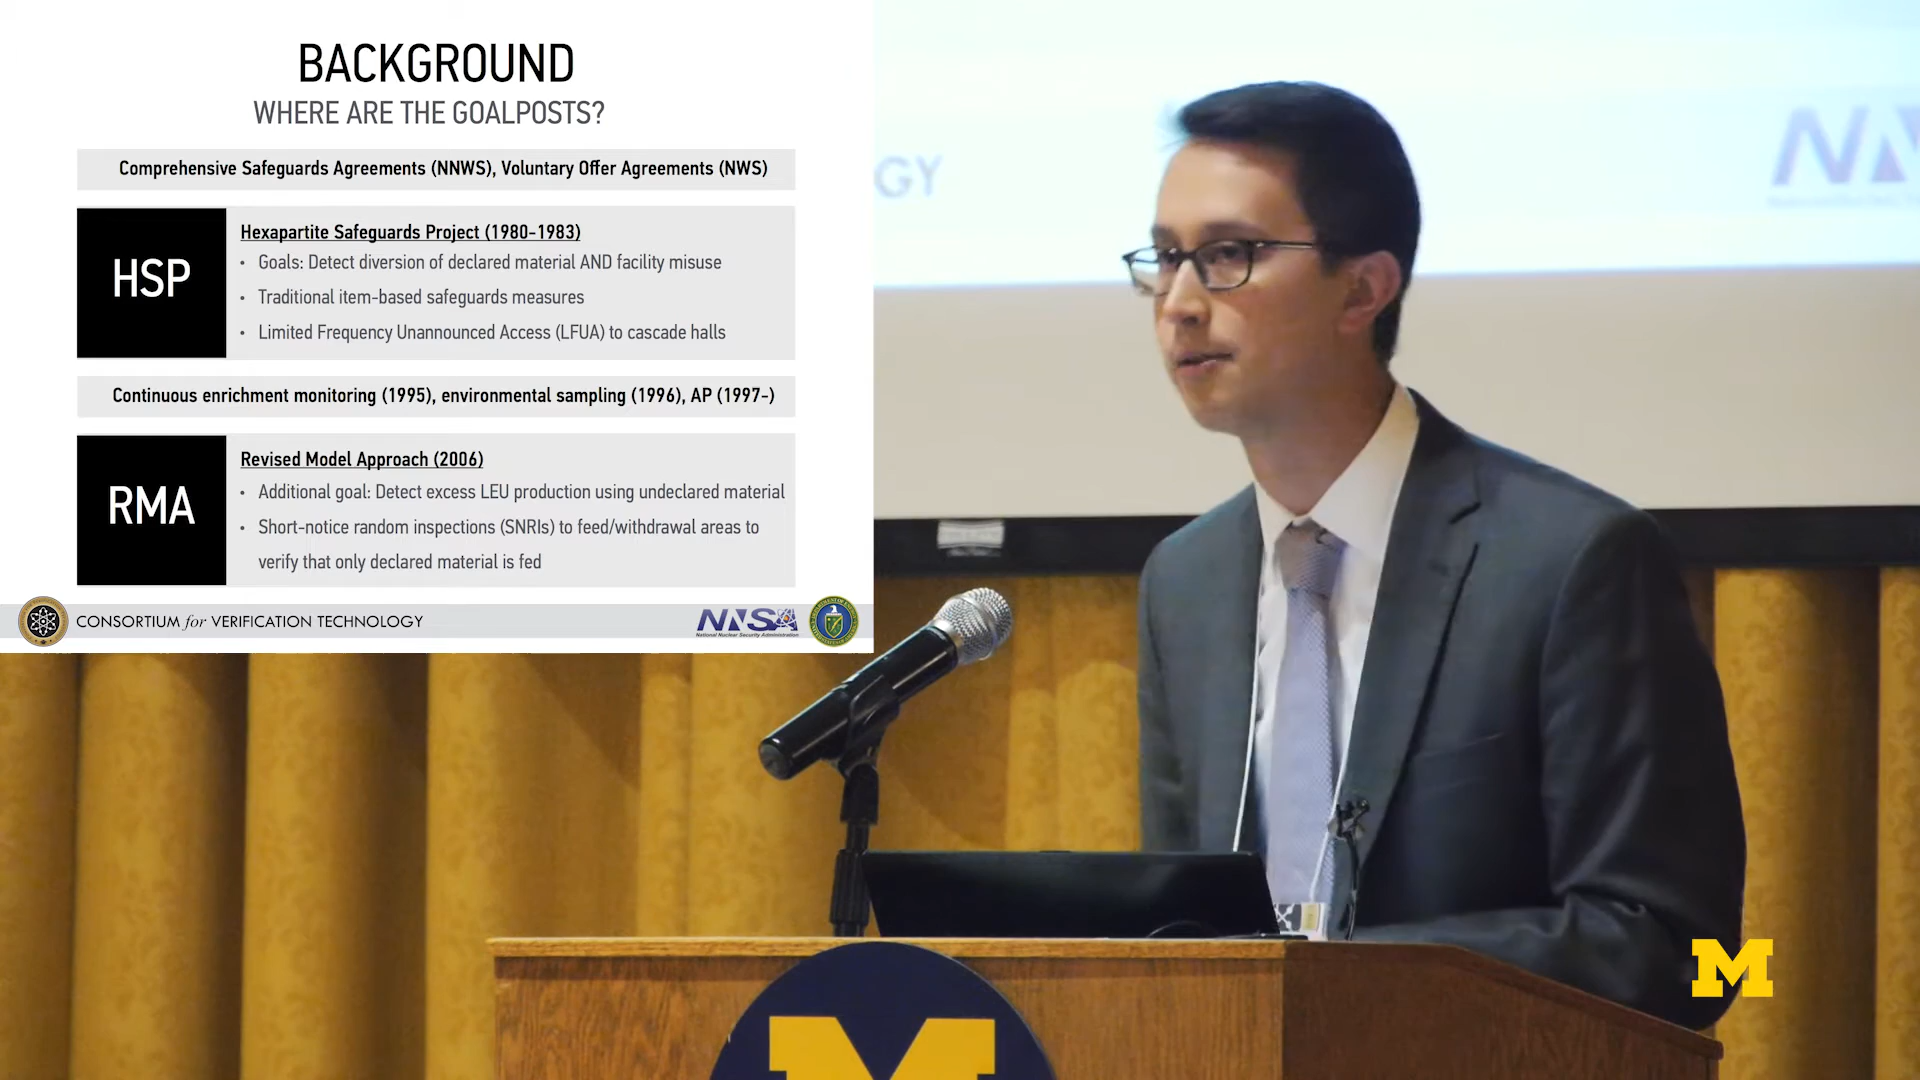 BACKGROUND
WHERE ARE THE GOALPOSTS?
Comprehensive Safeguards Agreements (NNWS), Voluntary Offer Agreements (NWS)
HSP
Hexapartite Safeguards Project (1980-1983)
• Goals: Detect diversion of declared material AND facility misuse
• Traditional item-based safeguards measures
• Limited Frequency Unannounced Access (LFUA) to cascade halls
Continuous enrichment monitoring (1995), environmental sampling (1996), AP (1997-)
RMA
Revised Model Approach (2006)
• Additional goal: Detect excess LEU production using undeclared material
• Short-notice random inspections (SNRIs) to feed/withdrawal areas to
verify that only declared material is fed
CONSORTIUM for VERIFICATION TECHNOLOGY
NNSA
National Nuclear Security Administration
GY
M
M